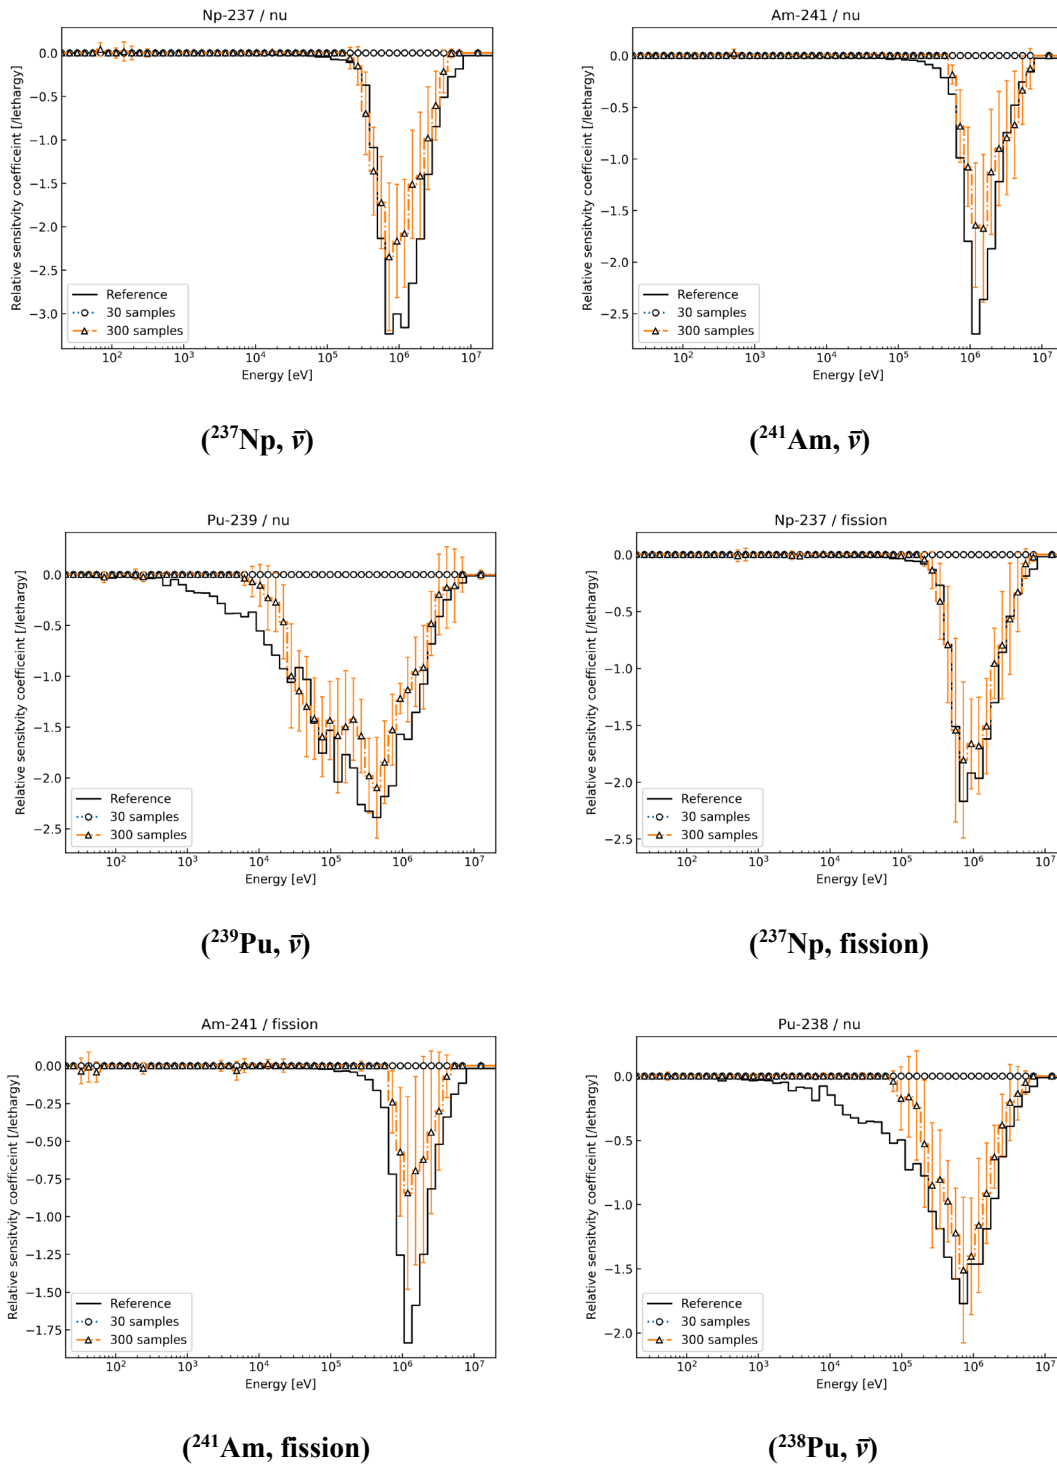 Np-237 / nu
Relative sensitvity coefficeint [/lethargy]
0.0
−0.5
−1.0
−1.5
−2.0
−2.5
−3.0
Reference
30 samples
300 samples
10² 10³ 10⁴ 10⁵ 10⁶ 10⁷
Energy [eV]
(²³⁷Np, ν̄)
Am-241 / nu
Relative sensitvity coefficeint [/lethargy]
0.0
−0.5
−1.0
−1.5
−2.0
−2.5
Reference
30 samples
300 samples
10² 10³ 10⁴ 10⁵ 10⁶ 10⁷
Energy [eV]
(²⁴¹Am, ν̄)
Pu-239 / nu
Relative sensitvity coefficeint [/lethargy]
0.0
−0.5
−1.0
−1.5
−2.0
−2.5
Reference
30 samples
300 samples
10² 10³ 10⁴ 10⁵ 10⁶ 10⁷
Energy [eV]
(²³⁹Pu, ν̄)
Np-237 / fission
Relative sensitvity coefficeint [/lethargy]
0.0
−0.5
−1.0
−1.5
−2.0
−2.5
Reference
30 samples
300 samples
10² 10³ 10⁴ 10⁵ 10⁶ 10⁷
Energy [eV]
(²³⁷Np, fission)
Am-241 / fission
Relative sensitvity coefficeint [/lethargy]
0.00
−0.25
−0.50
−0.75
−1.00
−1.25
−1.50
−1.75
Reference
30 samples
300 samples
10² 10³ 10⁴ 10⁵ 10⁶ 10⁷
Energy [eV]
(²⁴¹Am, fission)
Pu-238 / nu
Relative sensitvity coefficeint [/lethargy]
0.0
−0.5
−1.0
−1.5
−2.0
Reference
30 samples
300 samples
10² 10³ 10⁴ 10⁵ 10⁶ 10⁷
Energy [eV]
(²³⁸Pu, ν̄)